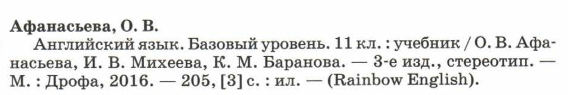 Афанасьева, О. В.
Английский язык. Базовый уровень. 11 кл. : учебник / О. В. Афа-
насьева, И. В. Михеева, К. М. Баранова. — 3-е изд., стереотип. —
М. : Дрофа, 2016. — 205, [3] с. : ил. — (Rainbow English).